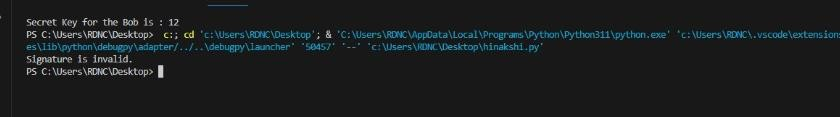 Secret Key for the Bob is : 12
PS C:\Users\RDNC\Desktop>  c:; cd 'c:\Users\RDNC\Desktop'; & 'C:\Users\RDNC\AppData\Local\Programs\Python\Python311\python.exe' 'c:\Users\RDNC\.vscode\extensions
es\lib\python\debugpy\adapter/../..\debugpy\launcher' '50457' '--' 'c:\Users\RDNC\Desktop\hinakshi.py'
Signature is invalid.
PS C:\Users\RDNC\Desktop>